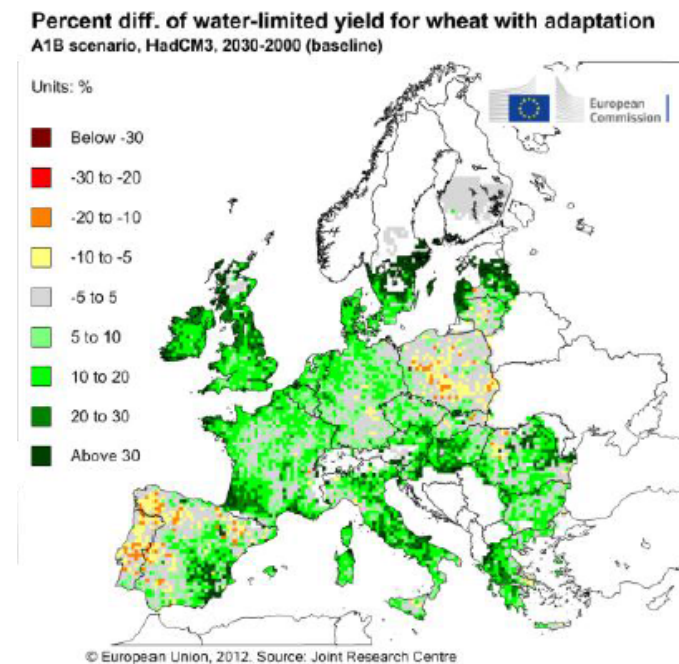 Percent diff. of water-limited yield for wheat with adaptation
A1B scenario, HadCM3, 2030-2000 (baseline)
Units: %
European
Commission
Below -30
-30 to -20
-20 to -10
-10 to -5
-5 to 5
5 to 10
10 to 20
20 to 30
Above 30
© European Union, 2012. Source: Joint Research Centre